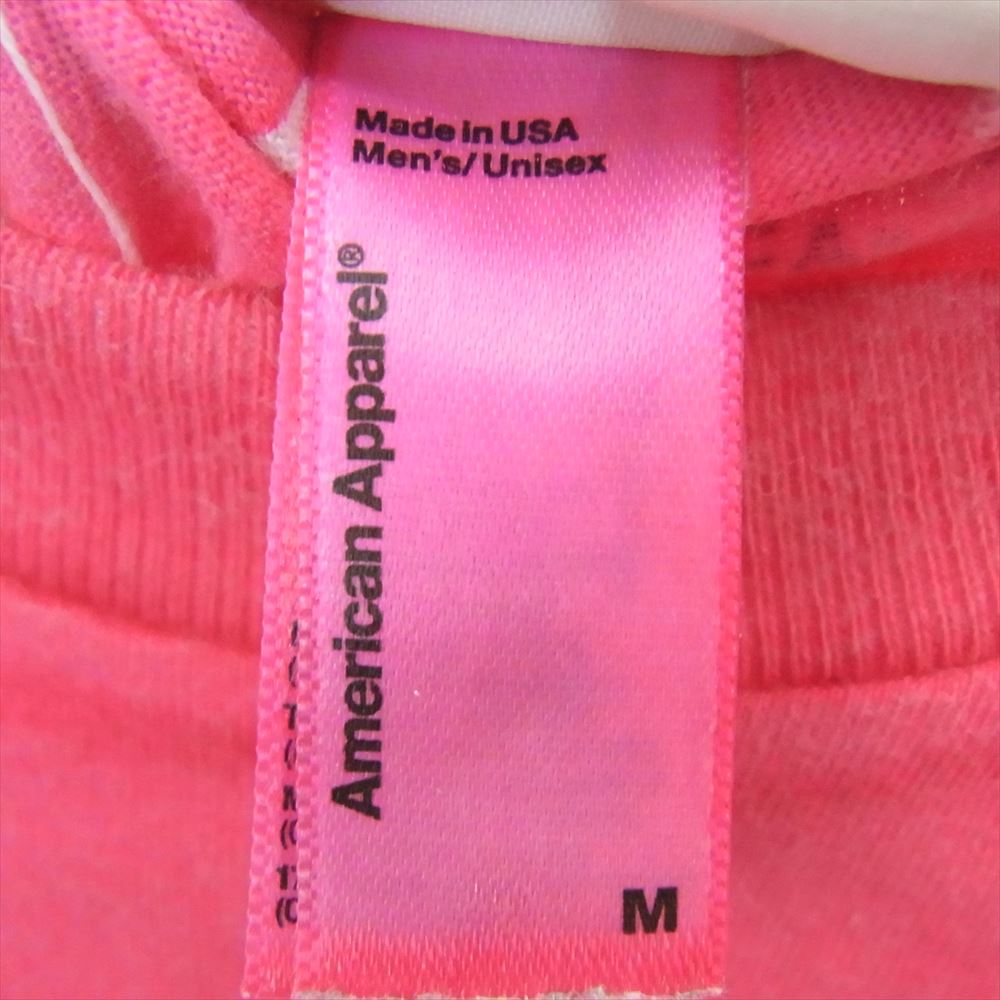 Made in USA
Men's/Unisex
American Apparel®
M